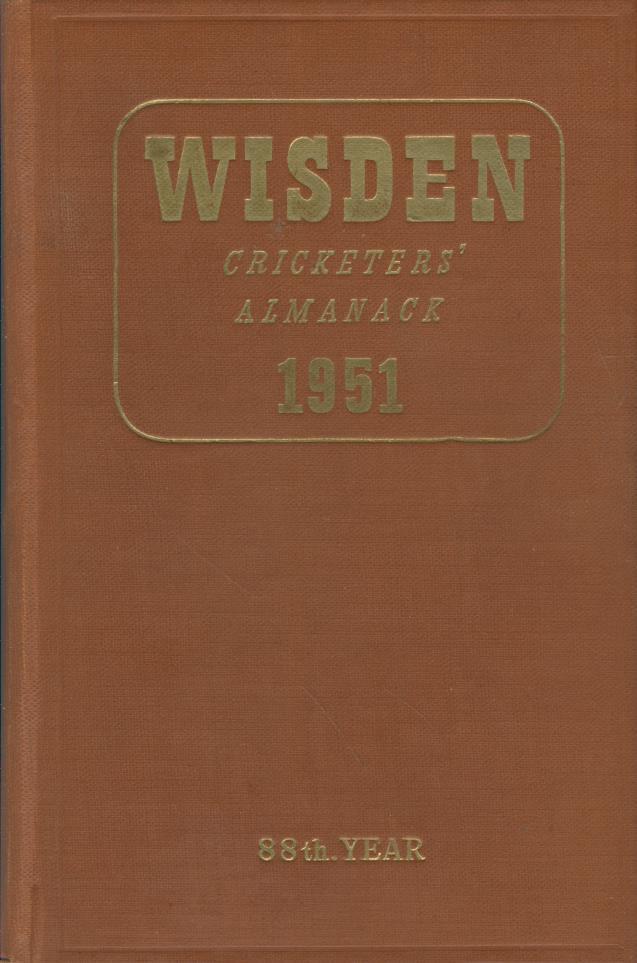 WISDEN
CRICKETERS'
ALMANACK
1951
88th.YEAR